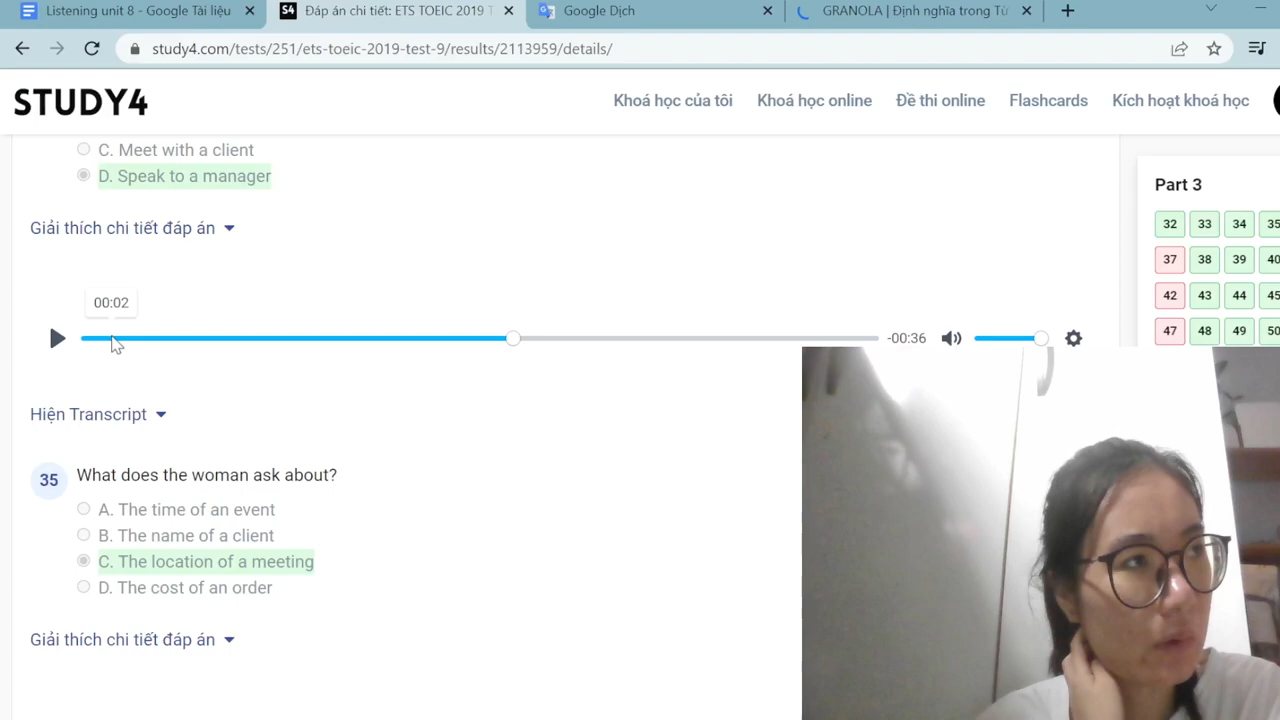 Listening unit 8 - Google Tài liệu
S4 Đáp án chi tiết: ETS TOEIC 2019
Google Dịch
GRANOLA | Định nghĩa trong
study4.com/tests/251/ets-toeic-2019-test-9/results/2113959/details/
STUDY4
Khoá học của tôi
Khoá học online
Đề thi online
Flashcards
Kích hoạt khoá học
C. Meet with a client
D. Speak to a manager
Giải thích chi tiết đáp án
00:02
-00:36
Hiện Transcript
35 What does the woman ask about?
A. The time of an event
B. The name of a client
C. The location of a meeting
D. The cost of an order
Giải thích chi tiết đáp án
Part 3
32 33 34 35
37 38 39 40
42 43 44 45
47 48 49 50